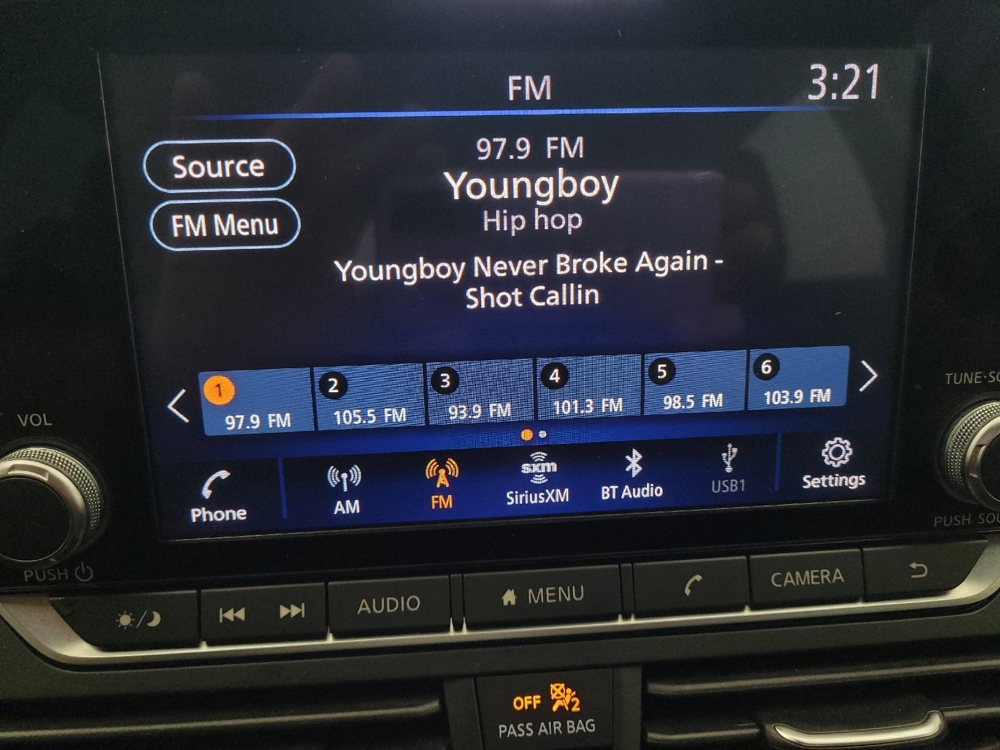 FM
3:21
Source
FM Menu
97.9 FM
Youngboy
Hip hop
Youngboy Never Broke Again -
Shot Callin
1
97.9 FM
2
105.5 FM
3
93.9 FM
4
101.3 FM
5
98.5 FM
6
103.9 FM
Phone
AM
FM
sxm
SiriusXM
BT Audio
USB1
Settings
VOL
PUSH
TUNE·SC
PUSH SOU
AUDIO
MENU
CAMERA
OFF
2
PASS AIR BAG